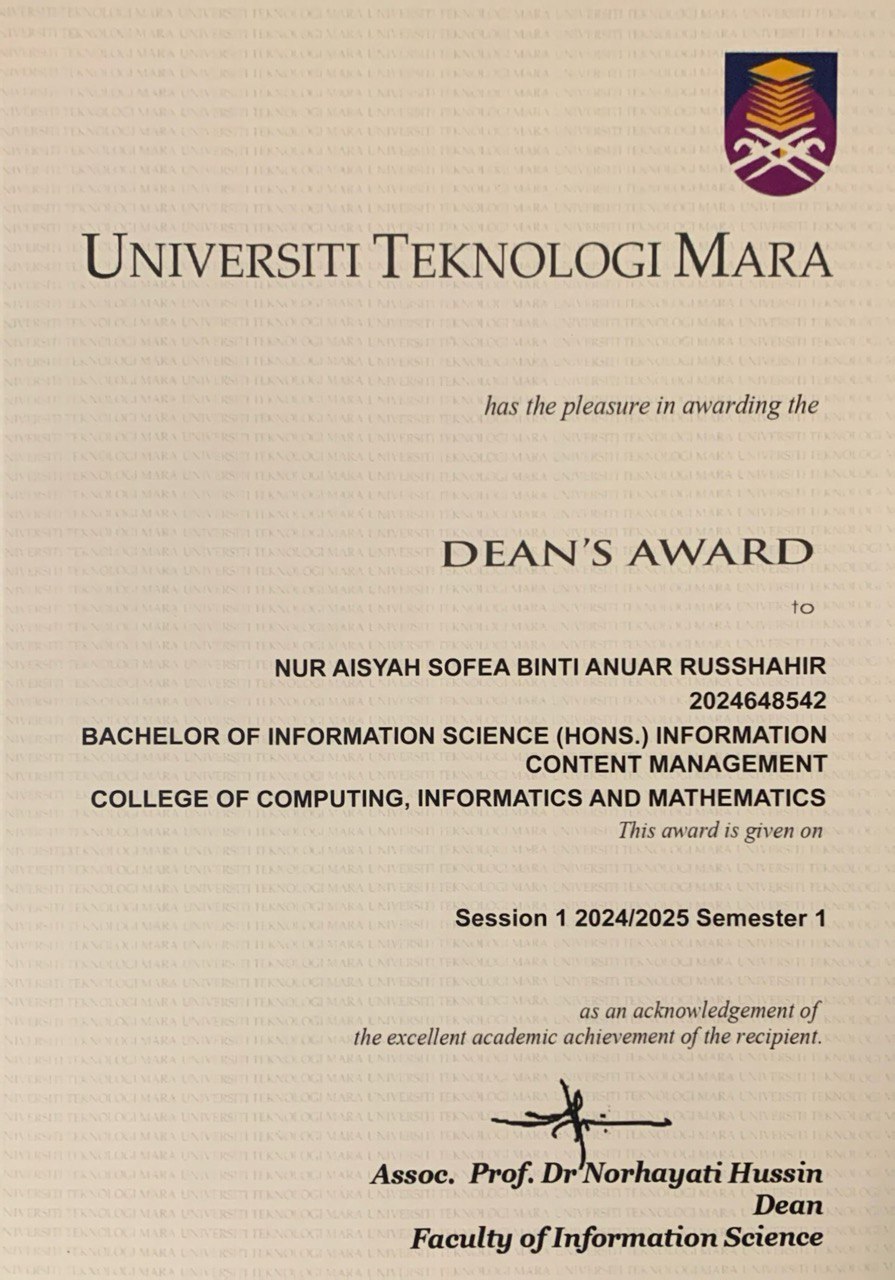 UNIVERSITI TEKNOLOGI MARA
has the pleasure in awarding the
DEAN'S AWARD
to
NUR AISYAH SOFEA BINTI ANUAR RUSSHAHIR
2024648542
BACHELOR OF INFORMATION SCIENCE (HONS.) INFORMATION
CONTENT MANAGEMENT
COLLEGE OF COMPUTING, INFORMATICS AND MATHEMATICS
This award is given on
Session 1 2024/2025 Semester 1
as an acknowledgement of
the excellent academic achievement of the recipient.
Assoc. Prof. Dr Norhayati Hussin
Dean
Faculty of Information Science